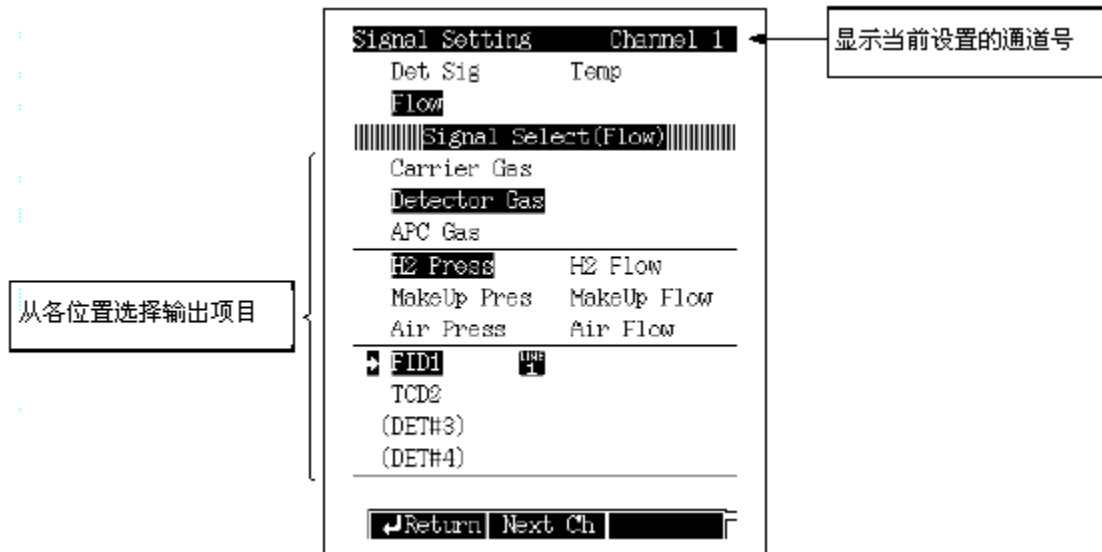 Signal Setting Channel 1
显示当前设置的通道号
Det Sig Temp
Flow
Signal Select(Flow)
Carrier Gas
Detector Gas
APC Gas
H2 Press H2 Flow
从各位置选择输出项目
MakeUp Pres MakeUp Flow
Air Press Air Flow
FID1 LINE 1
TCD2
(DET#3)
(DET#4)
Return Next Ch